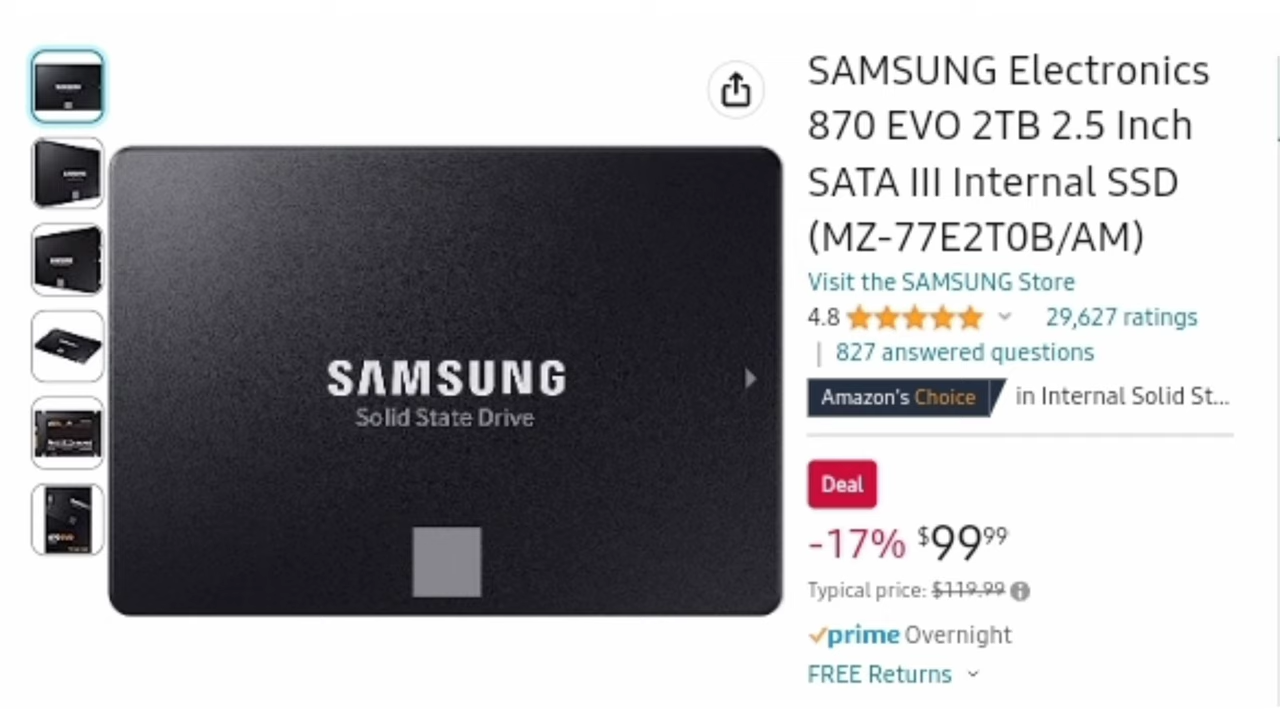 SAMSUNG Electronics
870 EVO 2TB 2.5 Inch
SATA III Internal SSD
(MZ-77E2T0B/AM)
Visit the SAMSUNG Store
4.8 29,627 ratings
| 827 answered questions
Amazon's Choice in Internal Solid St...
SAMSUNG
Solid State Drive
Deal
-17% $9999
Typical price: $119.99
prime Overnight
FREE Returns